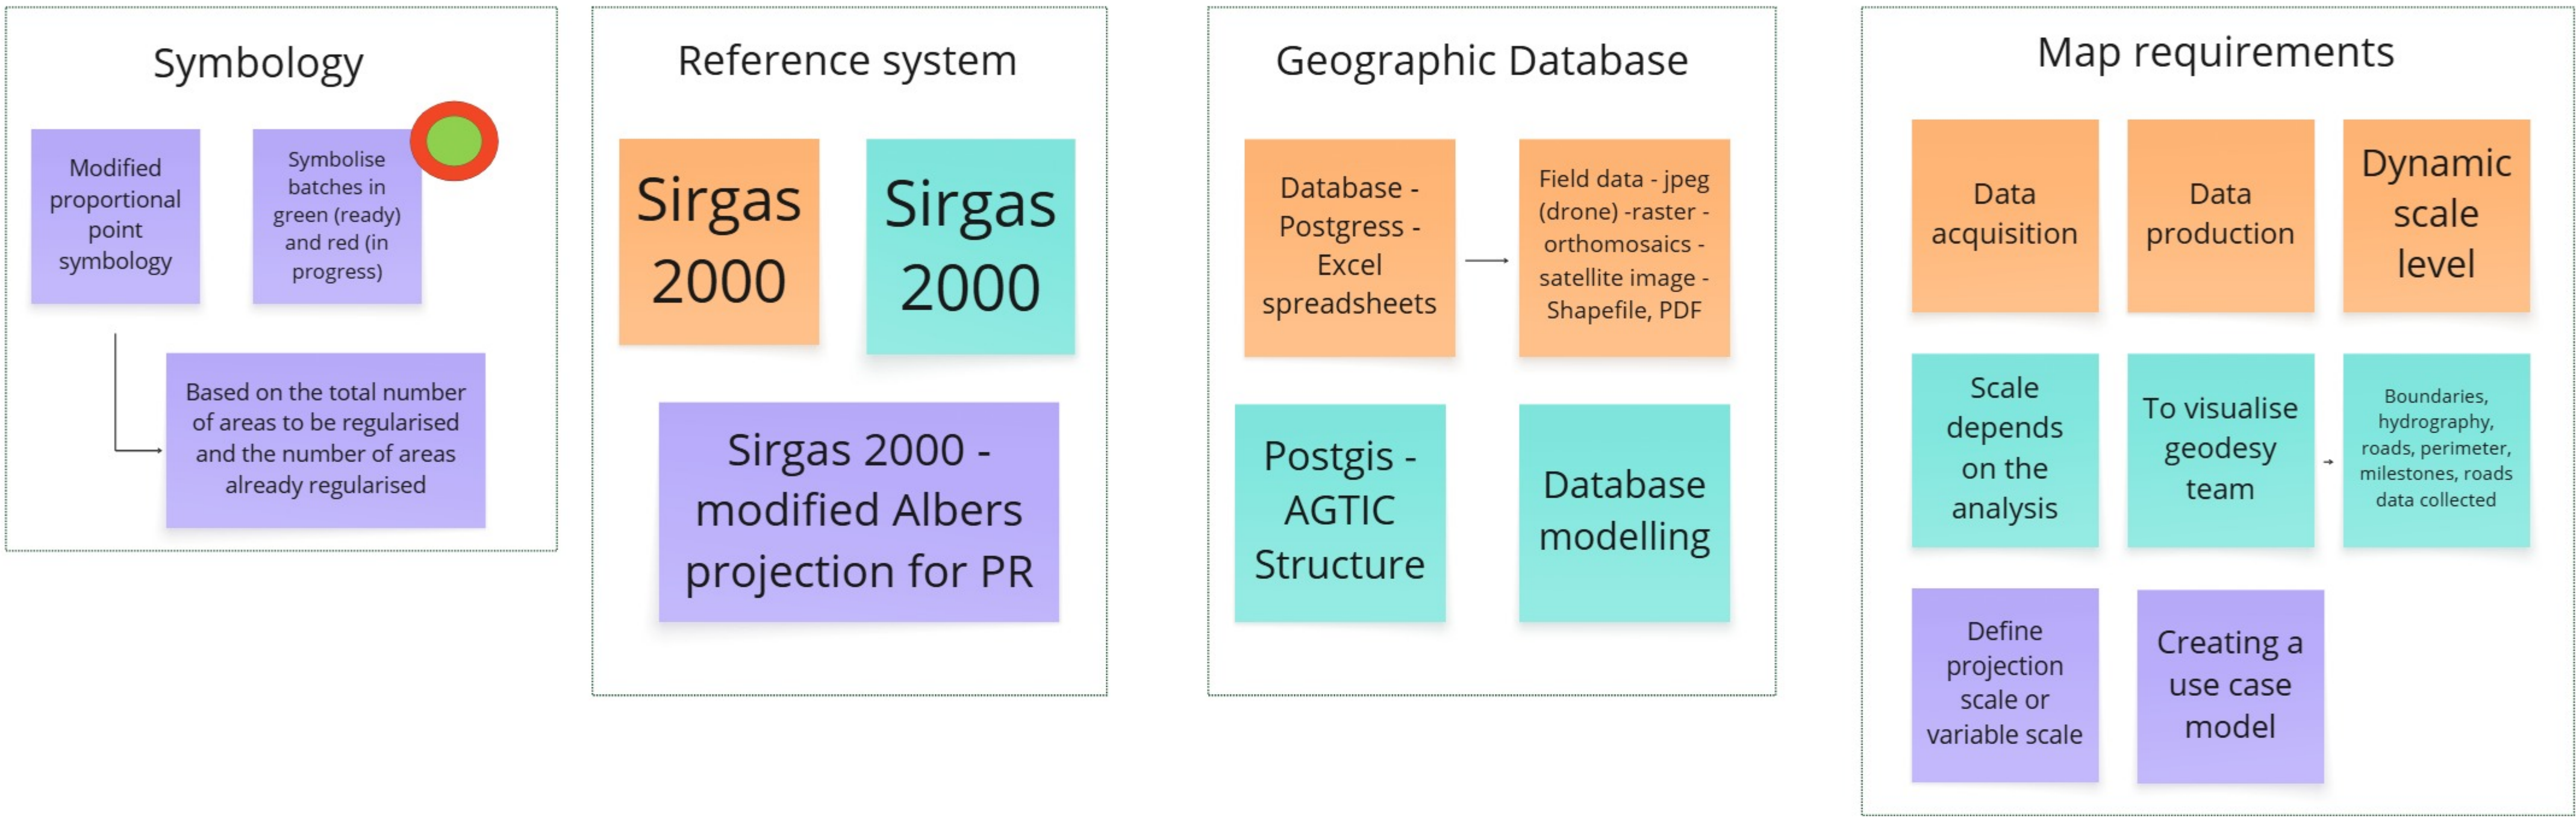 Symbology
Modified
proportional
point
symbology
Symbolise
batches in
green (ready)
and red (in
progress)
Based on the total number
of areas to be regularised
and the number of areas
already regularised
Reference system
Sirgas
2000
Sirgas
2000
Sirgas 2000 -
modified Albers
projection for PR
Geographic Database
Database -
Postgress -
Excel
spreadsheets
Field data - jpeg
(drone) -raster -
orthomosaics -
satellite image -
Shapefile, PDF
Postgis -
AGTIC
Structure
Database
modelling
Map requirements
Data
acquisition
Data
production
Dynamic
scale
level
Scale
depends
on the
analysis
To visualise
geodesy
team
Boundaries,
hydrography,
roads, perimeter,
milestones, roads
data collected
Define
projection
scale or
variable scale
Creating a
use case
model